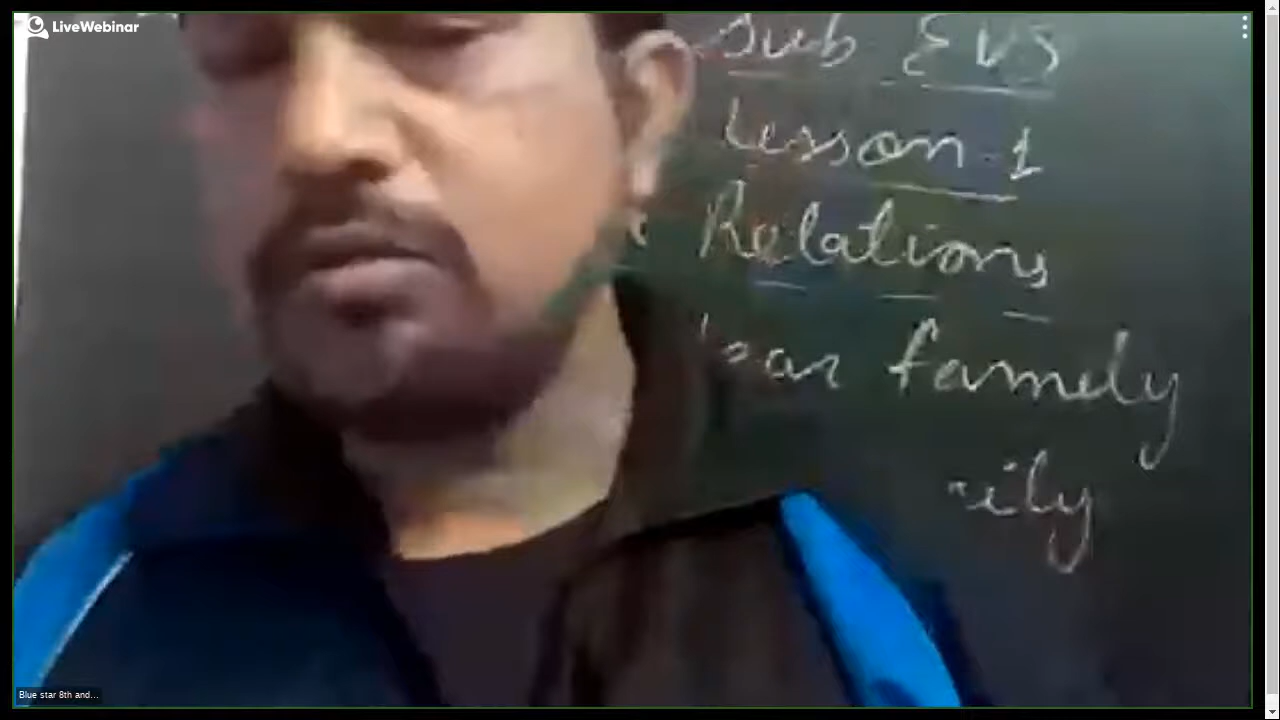 LiveWebinar
Sub EVS
Lesson-1
Relations
family
Blue star 8th and...